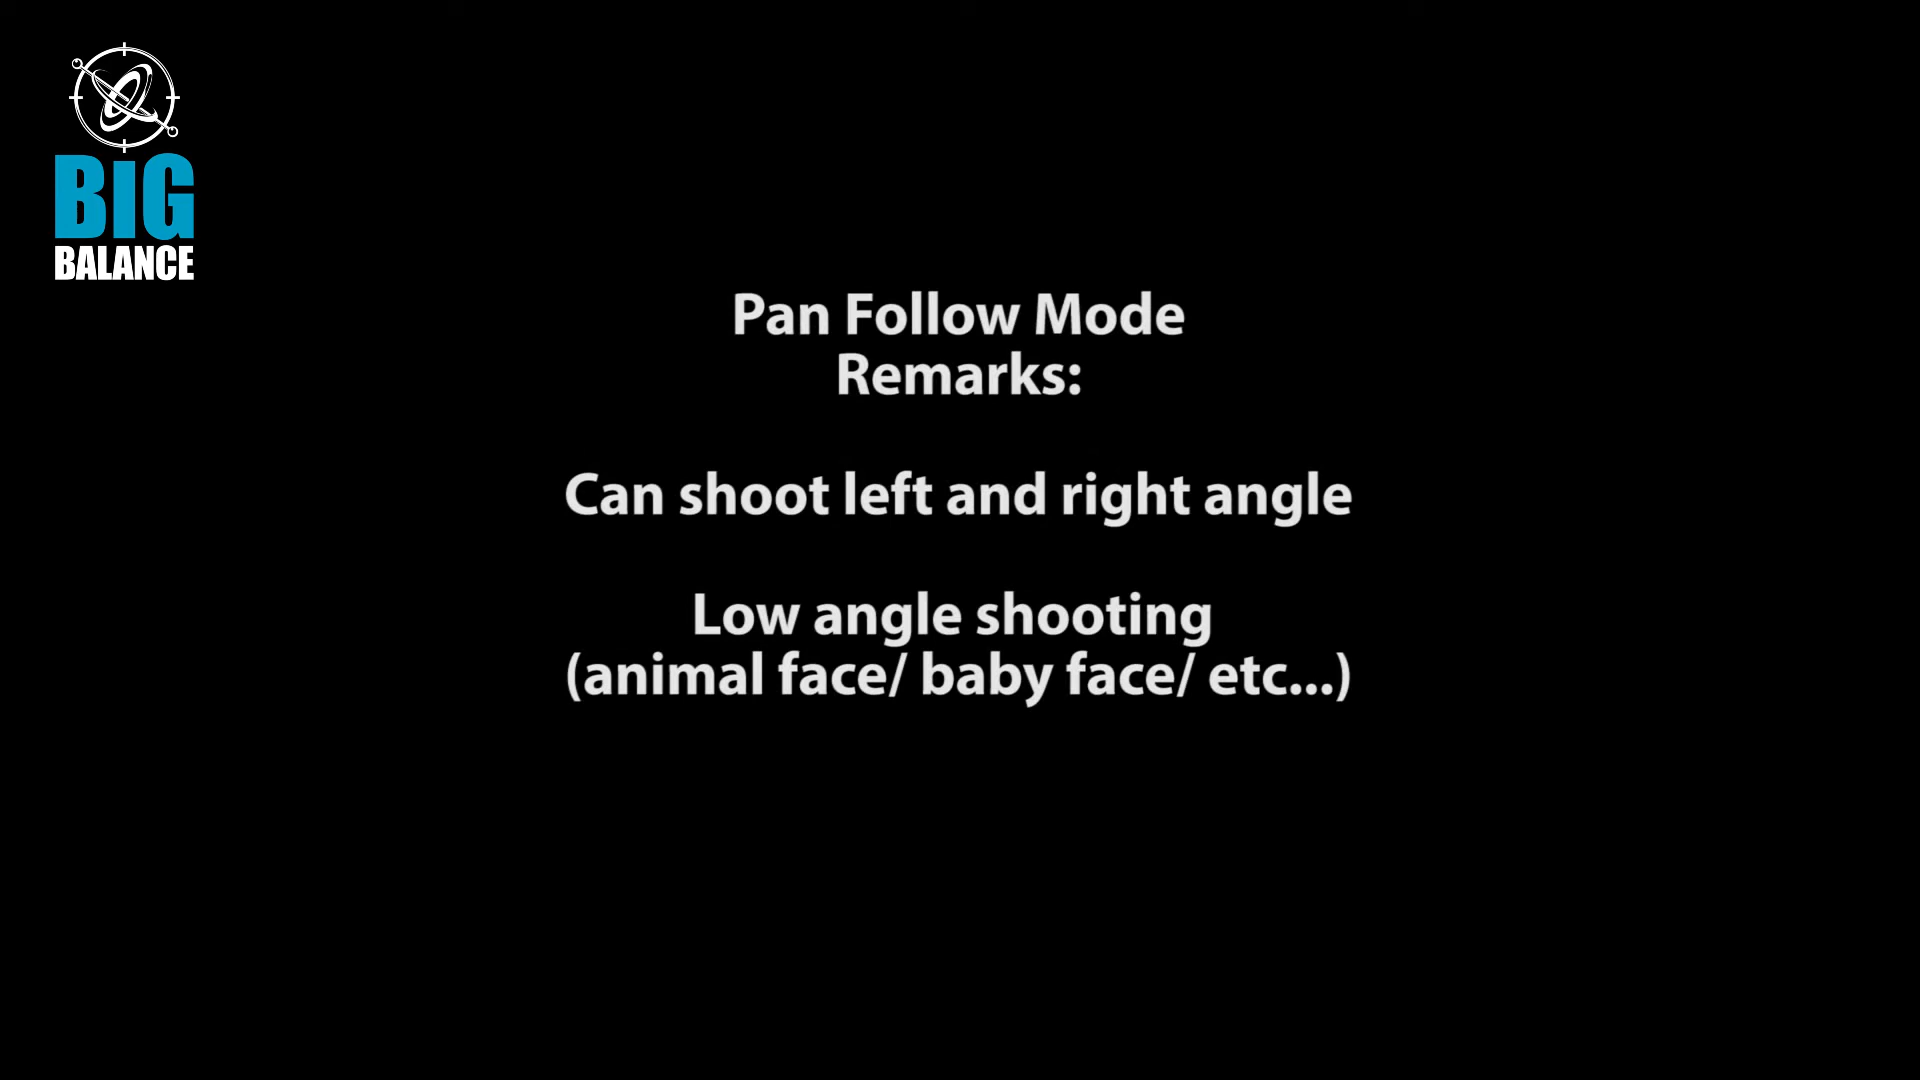 BIG
BALANCE
Pan Follow Mode
Remarks:
Can shoot left and right angle
Low angle shooting
(animal face/ baby face/ etc...)